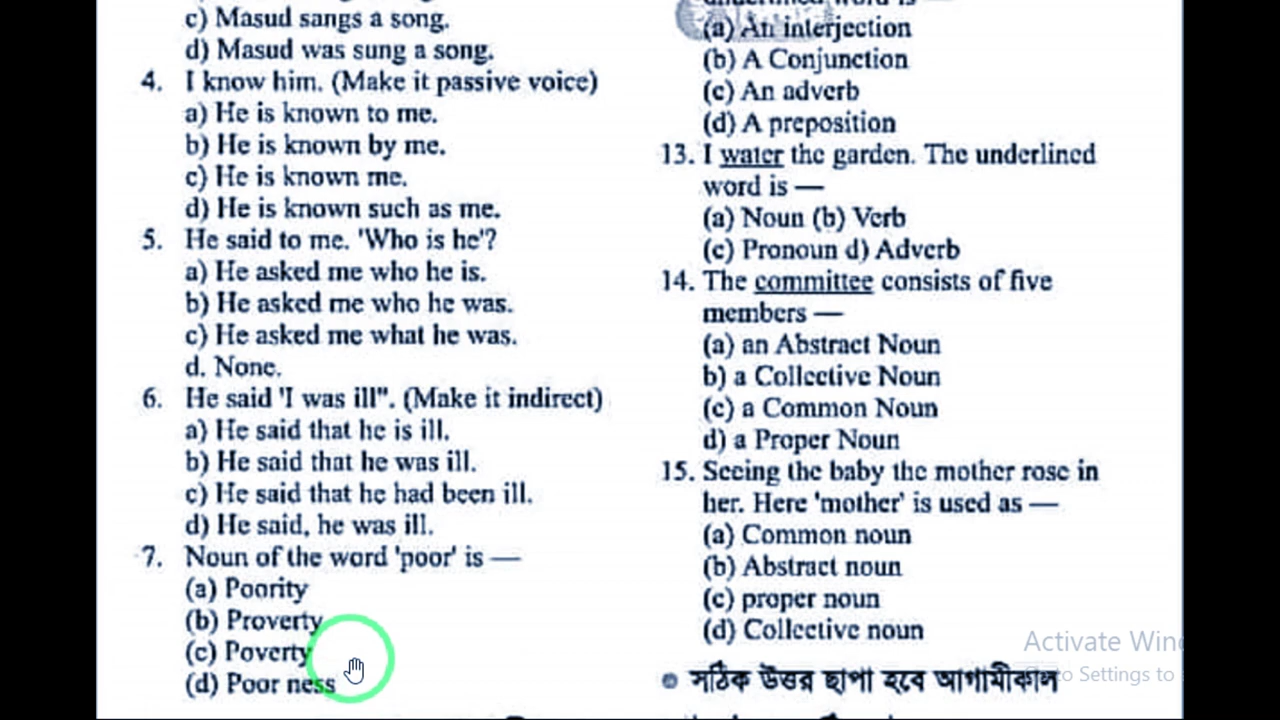 c) Masud sangs a song.
d) Masud was sung a song.
4. I know him. (Make it passive voice)
a) He is known to me.
b) He is known by me.
c) He is known me.
d) He is known such as me.
5. He said to me. 'Who is he'?
a) He asked me who he is.
b) He asked me who he was.
c) He asked me what he was.
d. None.
6. He said 'I was ill". (Make it indirect)
a) He said that he is ill.
b) He said that he was ill.
c) He said that he had been ill.
d) He said, he was ill.
7. Noun of the word 'poor' is —
(a) Poority
(b) Proverty
(c) Poverty
(d) Poor ness
underlined word is —
(a) An interjection
(b) A Conjunction
(c) An adverb
(d) A preposition
13. I water the garden. The underlined
word is —
(a) Noun (b) Verb
(c) Pronoun d) Adverb
14. The committee consists of five
members —
(a) an Abstract Noun
b) a Collective Noun
(c) a Common Noun
d) a Proper Noun
15. Seeing the baby the mother rose in
her. Here 'mother' is used as —
(a) Common noun
(b) Abstract noun
(c) proper noun
(d) Collective noun
সঠিক উত্তর ছাপা হবে আগামীকাল
Activate
to Settings to